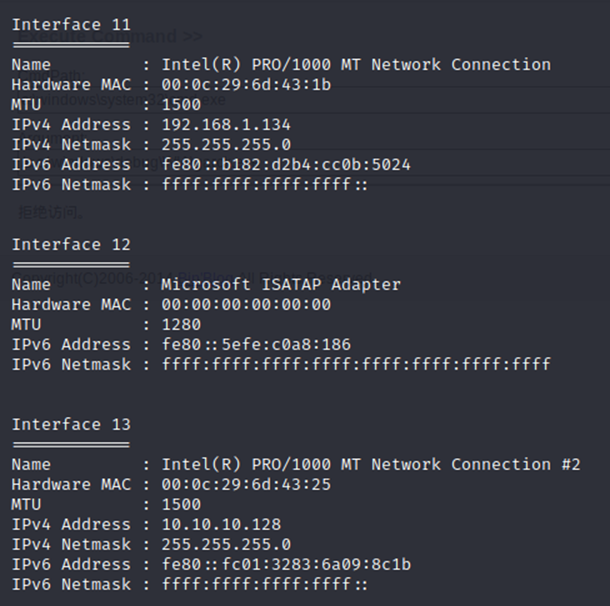 Interface 11
============
Execute Command >>
Name : Intel(R) PRO/1000 MT Network Connection
Hardware MAC : 00:0c:29:6d:43:1b
MTU : 1500
IPv4 Address : 192.168.1.134
IPv4 Netmask : 255.255.255.0
IPv6 Address : fe80::b182:d2b4:cc0b:5024
IPv6 Netmask : ffff:ffff:ffff:ffff::
拒绝访问。
Interface 12
============
Name : Microsoft ISATAP Adapter
Hardware MAC : 00:00:00:00:00:00
MTU : 1280
IPv6 Address : fe80::5efe:c0a8:186
IPv6 Netmask : ffff:ffff:ffff:ffff:ffff:ffff:ffff:ffff
Interface 13
============
Name : Intel(R) PRO/1000 MT Network Connection #2
Hardware MAC : 00:0c:29:6d:43:25
MTU : 1500
IPv4 Address : 10.10.10.128
IPv4 Netmask : 255.255.255.0
IPv6 Address : fe80::fc01:3283:6a09:8c1b
IPv6 Netmask : ffff:ffff:ffff:ffff::